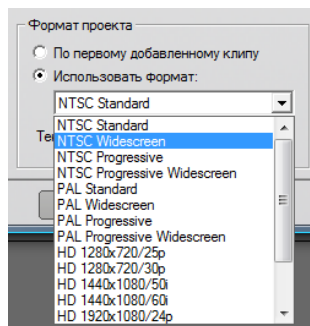 Формат проекта
По первому добавленному клипу
Использовать формат:
NTSC Standard
NTSC Standard
NTSC Widescreen
NTSC Progressive
NTSC Progressive Widescreen
PAL Standard
PAL Widescreen
PAL Progressive
PAL Progressive Widescreen
HD 1280x720/25p
HD 1280x720/30p
HD 1440x1080/50i
HD 1440x1080/60i
HD 1920x1080/24p